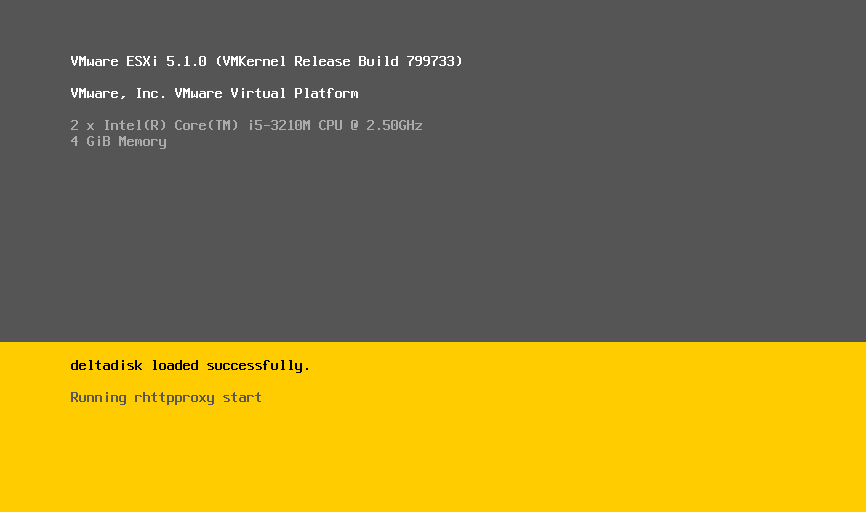 VMware ESXi 5.1.0 (VMKernel Release Build 799733)
VMware, Inc. VMware Virtual Platform
2 x Intel(R) Core(TM) i5-3210M CPU @ 2.50GHz
4 GiB Memory
deltadisk loaded successfully.
Running rhttpproxy start